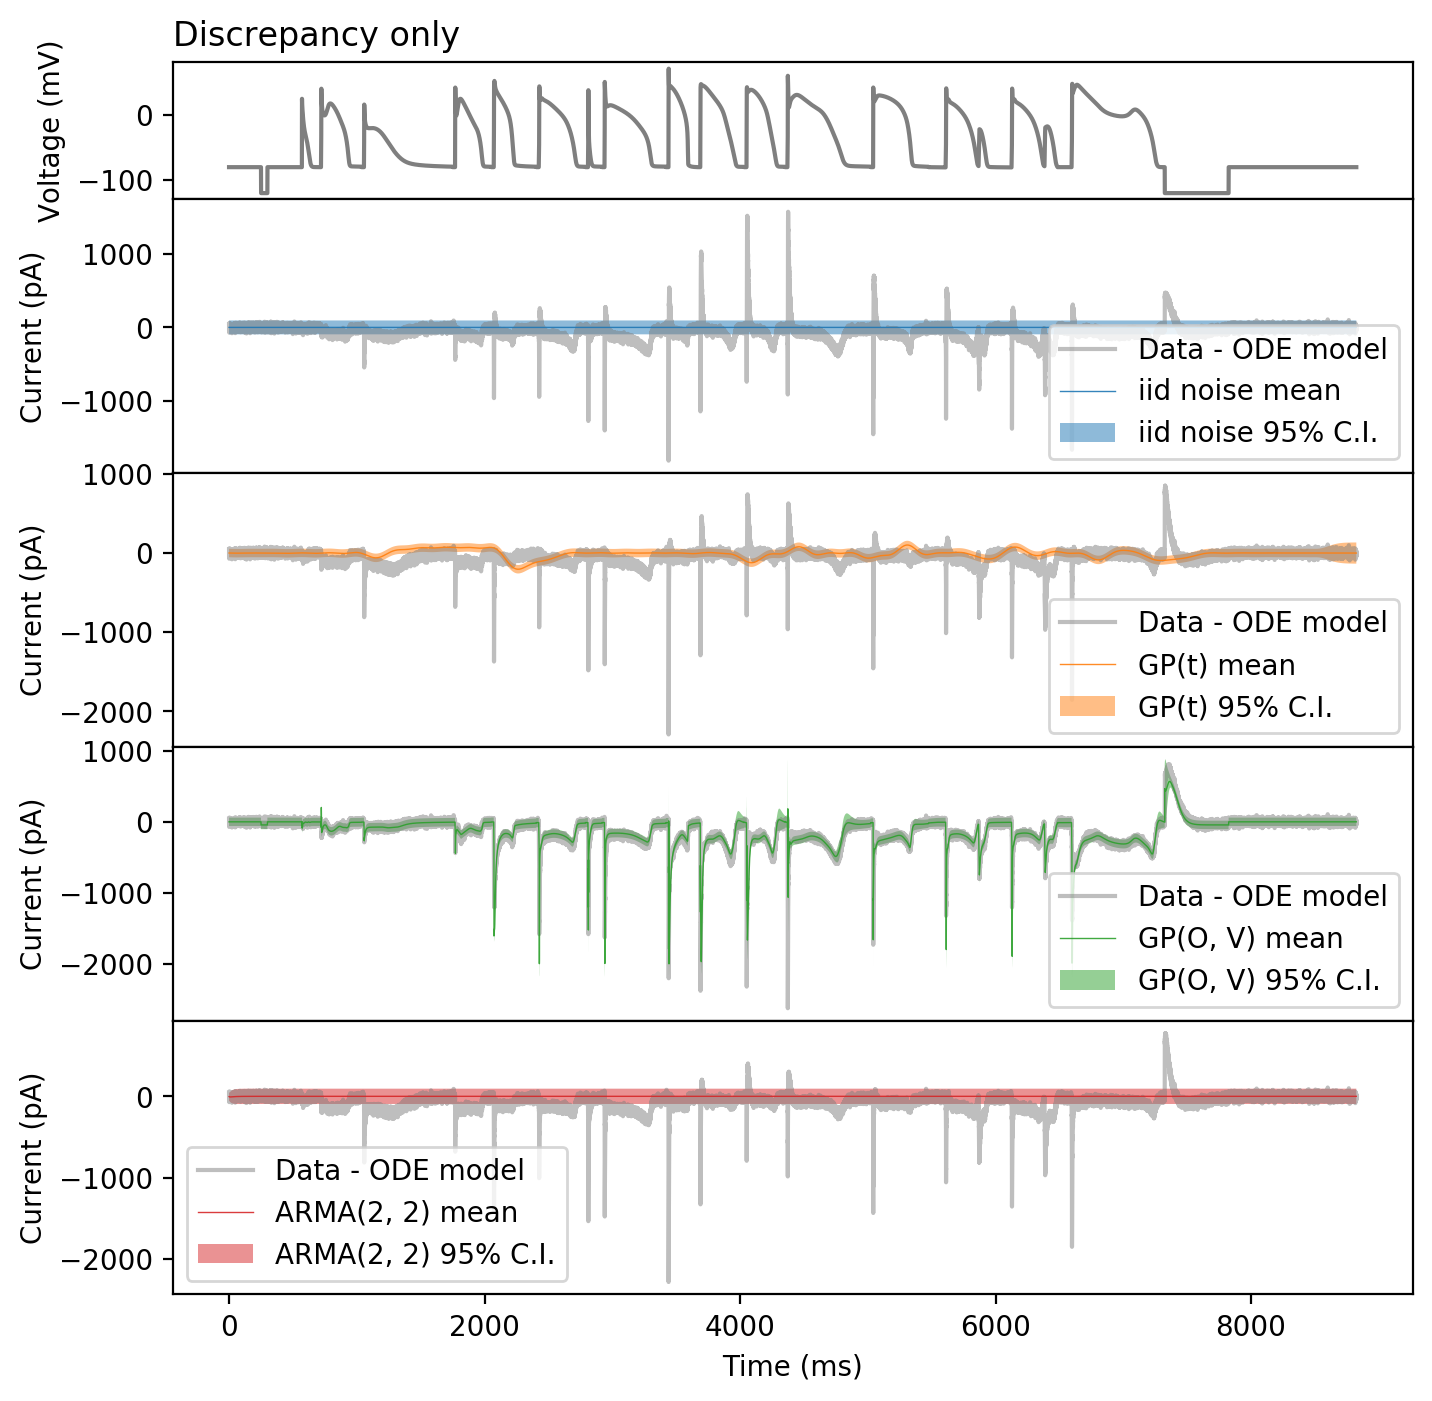 Discrepancy only
Voltage (mV)
0
−100
Current (pA)
1000
0
−1000
Data - ODE model
iid noise mean
iid noise 95% C.I.
Current (pA)
1000
0
−1000
−2000
Data - ODE model
GP(t) mean
GP(t) 95% C.I.
Current (pA)
1000
0
−1000
−2000
Data - ODE model
GP(O, V) mean
GP(O, V) 95% C.I.
Current (pA)
0
−1000
−2000
Data - ODE model
ARMA(2, 2) mean
ARMA(2, 2) 95% C.I.
0 2000 4000 6000 8000
Time (ms)